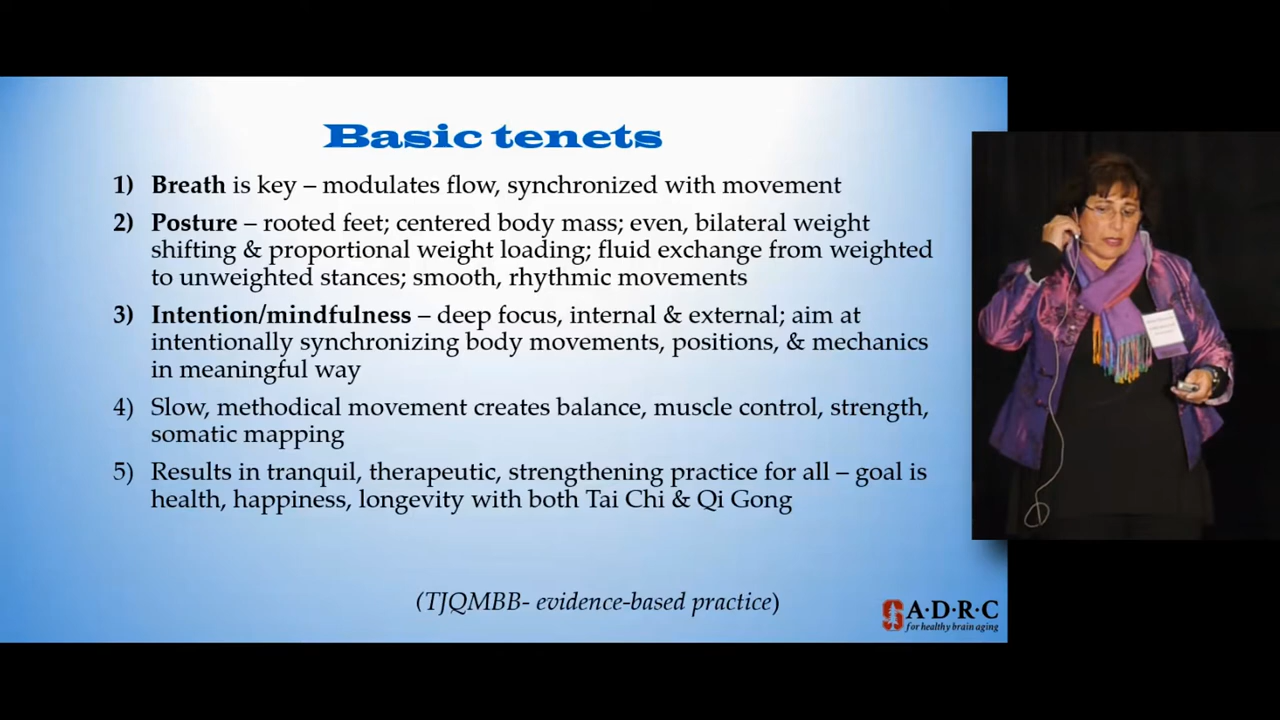 Basic tenets
1) Breath is key – modulates flow, synchronized with movement
2) Posture – rooted feet; centered body mass; even, bilateral weight
shifting & proportional weight loading; fluid exchange from weighted
to unweighted stances; smooth, rhythmic movements
3) Intention/mindfulness – deep focus, internal & external; aim at
intentionally synchronizing body movements, positions, & mechanics
in meaningful way
4) Slow, methodical movement creates balance, muscle control, strength,
somatic mapping
5) Results in tranquil, therapeutic, strengthening practice for all – goal is
health, happiness, longevity with both Tai Chi & Qi Gong
(TJQMBB- evidence-based practice)
A·D·R·C
for healthy brain aging